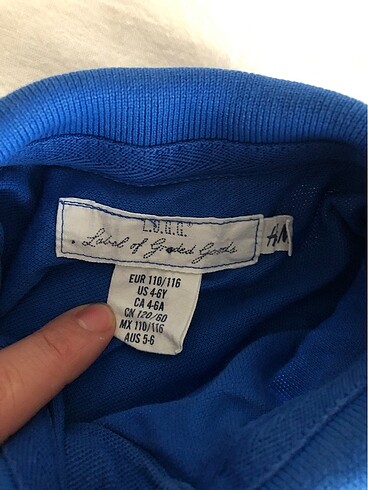 L.O.G.G.
Label of Graded Goods
H&M
EUR 110/116
US 4-6Y
CA 4-6A
CN 120/60
MX 110/116
AUS 5-6